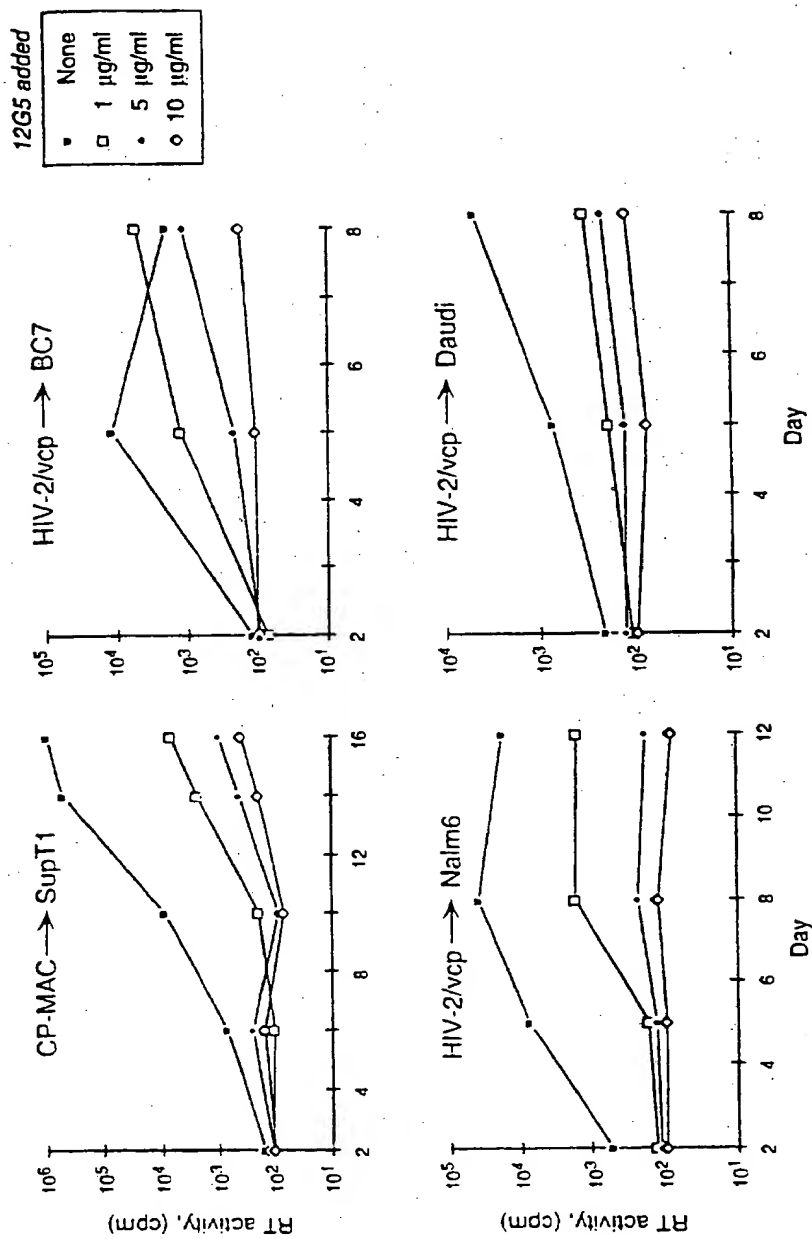 12G5 added
None
1 µg/ml
5 µg/ml
10 µg/ml
CP-MAC → SupT1
10⁶
10⁵
10⁴
10³
10²
10¹
2 4 8 12 16
RT activity, (cpm)
HIV-2/vcp → BC7
10⁵
10⁴
10³
10²
10¹
2 4 6 8
HIV-2/vcp → Nalm6
10⁵
10⁴
10³
10²
10¹
2 4 6 8 10 12
RT activity, (cpm)
Day
HIV-2/vcp → Daudi
10⁴
10³
10²
10¹
2 4 6 8
Day